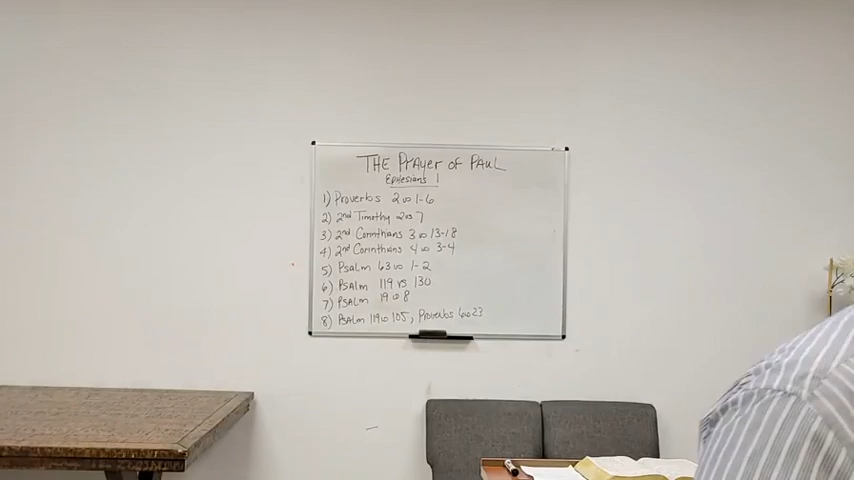 THE PrAyer of PAUL
Ephesians 1
1) Proverbs 2 vs 1-6
2) 2nd Timothy 2 vs 7
3) 2nd Corinthians 3 vs 13-18
4) 2nd Corinthians 4 vs 3-4
5) Psalm 63 vs 1-2
6) Psalm 119 vs 130
7) Psalm 19 vs 8
8) Psalm 119 vs 105, Proverbs 6 vs 23